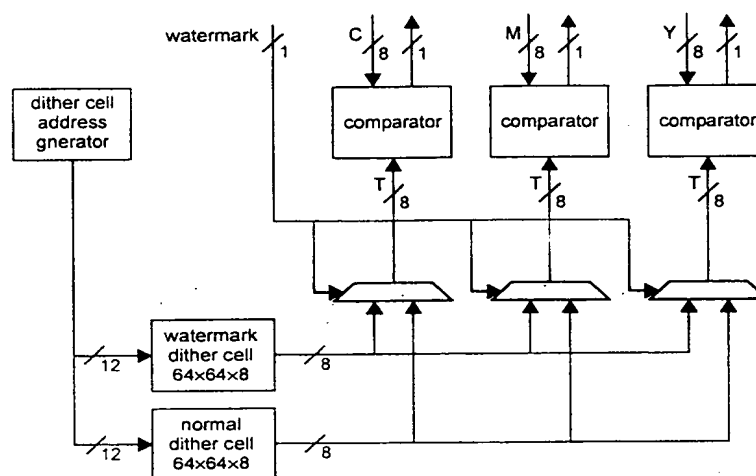 watermark 1 C 8 1 M 8 1 Y 8 1
dither cell
address
gnerator
comparator comparator comparator
T 8 T 8 T 8
watermark
dither cell
64×64×8
12 8
normal
dither cell
64×64×8
12 8